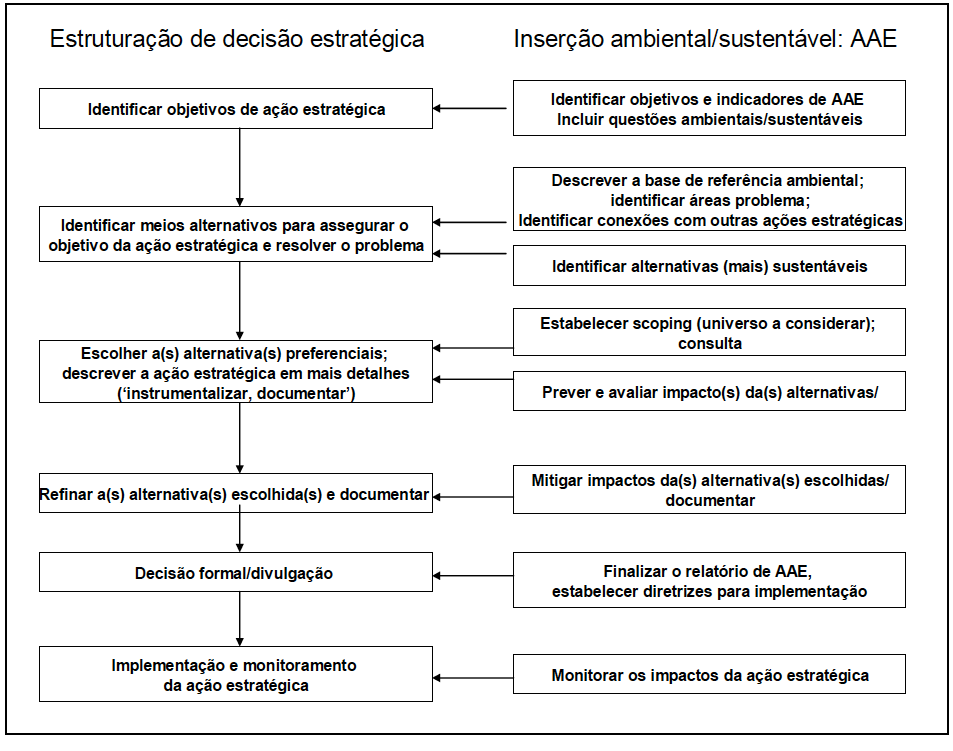 Estruturação de decisão estratégica
Inserção ambiental/sustentável: AAE
Identificar objetivos de ação estratégica
Identificar objetivos e indicadores de AAE
Incluir questões ambientais/sustentáveis
Identificar meios alternativos para assegurar o
objetivo da ação estratégica e resolver o problema
Descrever a base de referência ambiental;
identificar áreas problema;
Identificar conexões com outras ações estratégicas
Identificar alternativas (mais) sustentáveis
Escolher a(s) alternativa(s) preferenciais;
descrever a ação estratégica em mais detalhes
(‘instrumentalizar, documentar’)
Estabelecer scoping (universo a considerar);
consulta
Prever e avaliar impacto(s) da(s) alternativas/
Refinar a(s) alternativa(s) escolhida(s) e documentar
Mitigar impactos da(s) alternativa(s) escolhidas/
documentar
Decisão formal/divulgação
Finalizar o relatório de AAE,
estabelecer diretrizes para implementação
Implementação e monitoramento
da ação estratégica
Monitorar os impactos da ação estratégica